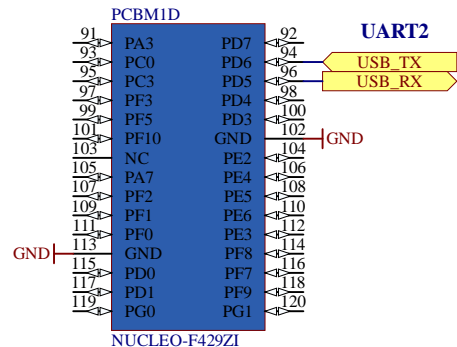 PCBM1D
UART2
91 PA3 PD7 92
93 PC0 PD6 94 USB_TX
95 PC3 PD5 96 USB_RX
97 PF3 PD4 98
99 PF5 PD3 100
101 PF10 GND 102 GND
103 NC PE2 104
105 PA7 PE4 106
107 PF2 PE5 108
109 PF1 PE6 110
111 PF0 PE3 112
GND 113 GND PF8 114
115 PD0 PF7 116
117 PD1 PF9 118
119 PG0 PG1 120
NUCLEO-F429ZI